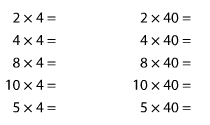 2 × 4 = 2 × 40 =
4 × 4 = 4 × 40 =
8 × 4 = 8 × 40 =
10 × 4 = 10 × 40 =
5 × 4 = 5 × 40 =